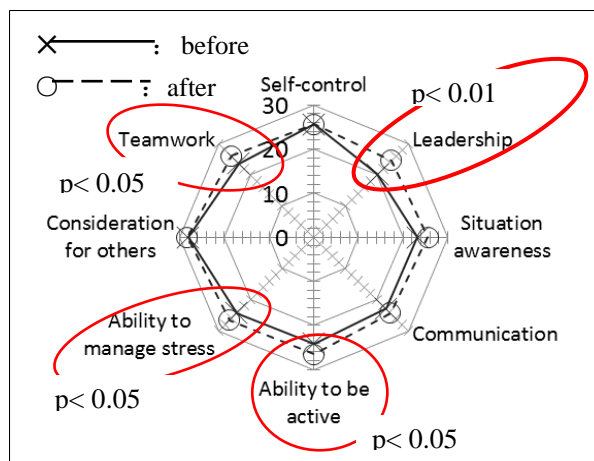 : before
: after
Self-control
p< 0.01
30
Teamwork
Leadership
20
p< 0.05
10
Consideration
for others
0
Situation
awareness
Ability to
manage stress
Communication
p< 0.05
Ability to be
active
p< 0.05